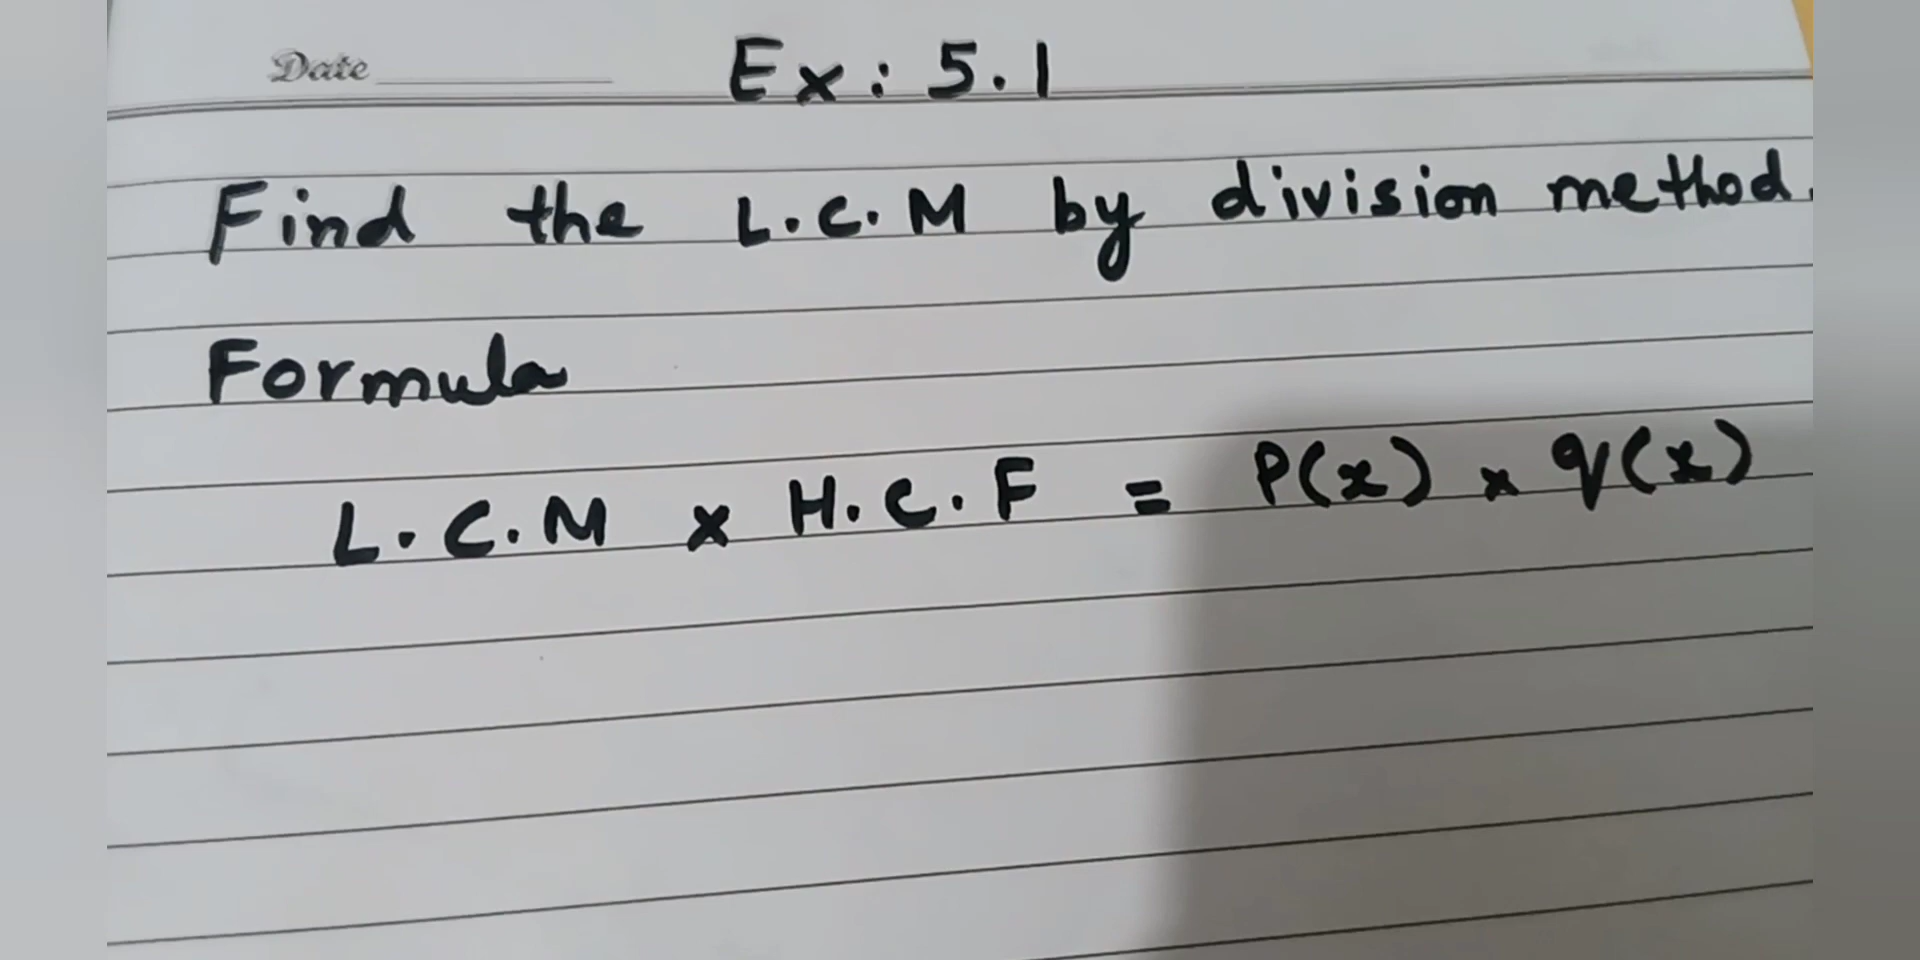 Date
Ex: 5.1
Find the L.C.M by division method.
Formula
L.C.M x H.C.F = P(x) x q(x)